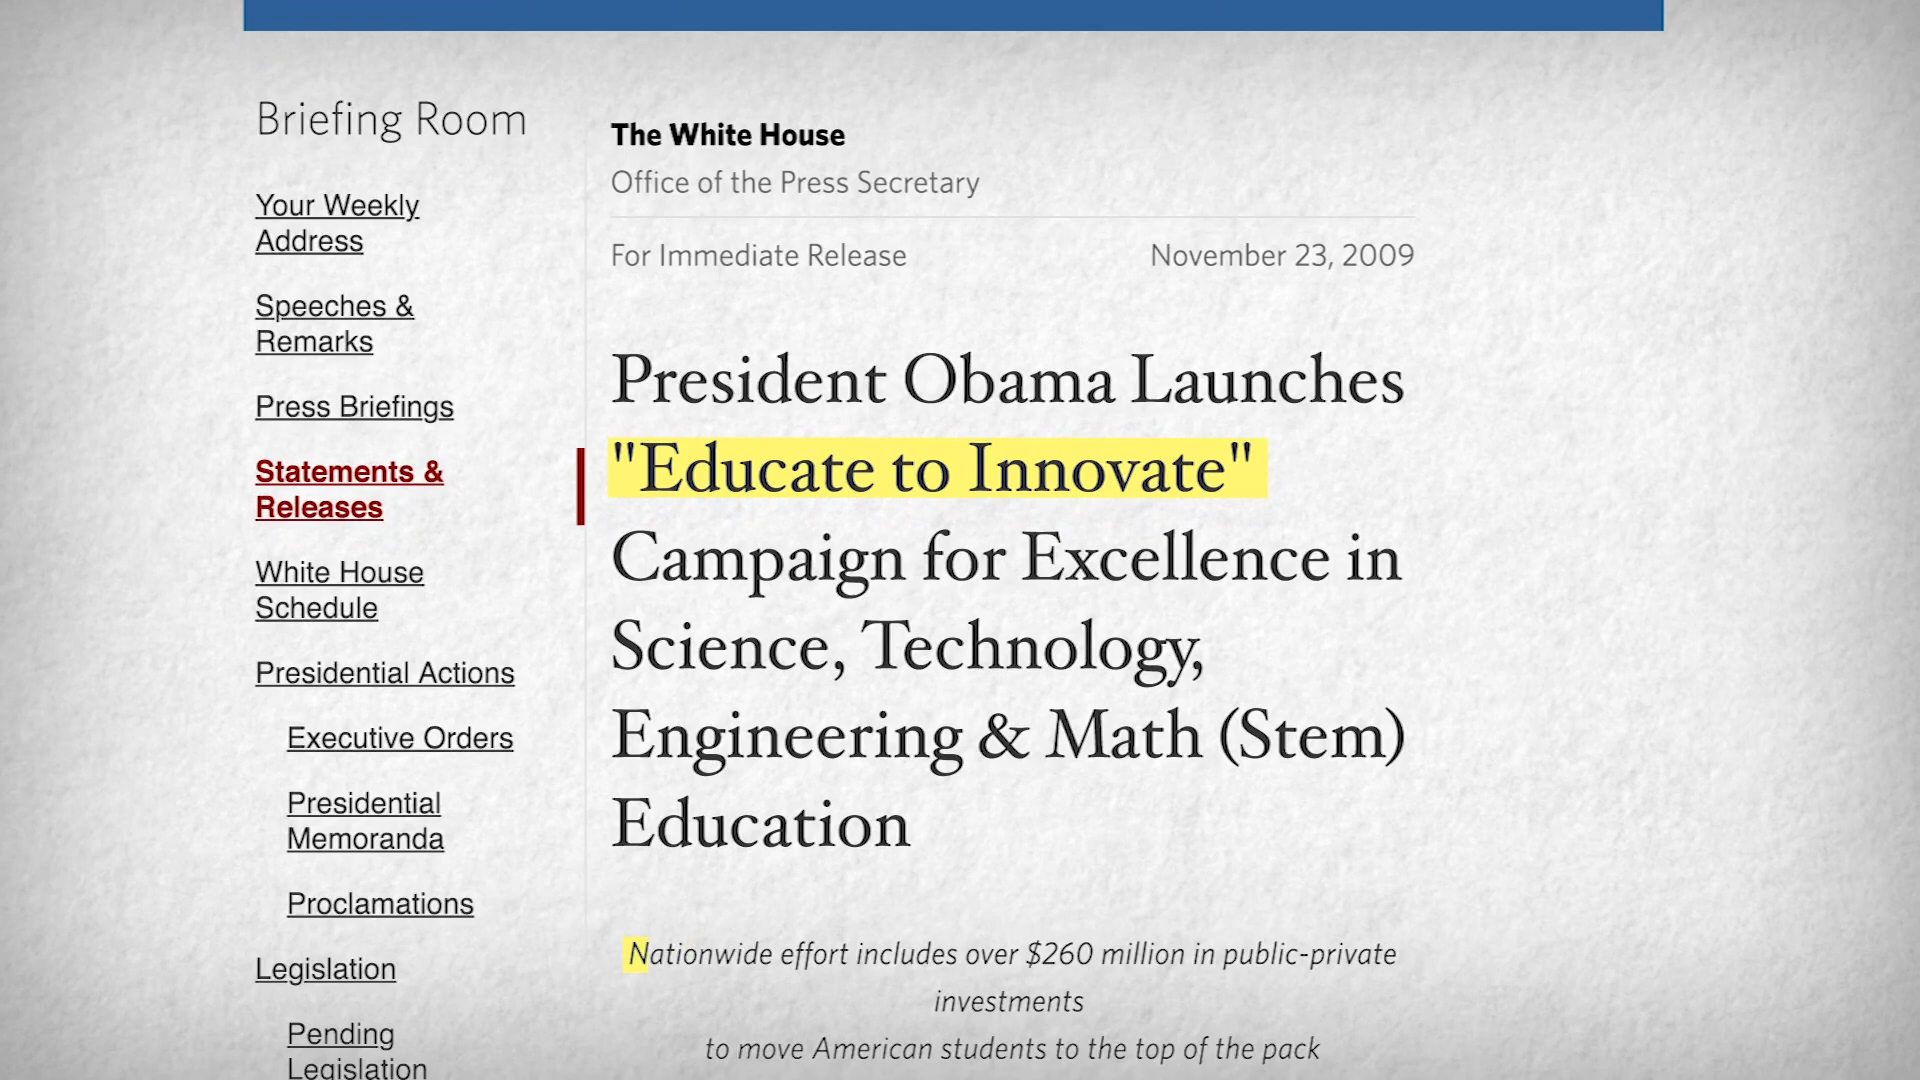 Briefing Room
Your Weekly
Address
Speeches &
Remarks
Press Briefings
Statements &
Releases
White House
Schedule
Presidential Actions
Executive Orders
Presidential
Memoranda
Proclamations
Legislation
Pending
Legislation
The White House
Office of the Press Secretary
For Immediate Release November 23, 2009
President Obama Launches
"Educate to Innovate"
Campaign for Excellence in
Science, Technology,
Engineering & Math (Stem)
Education
Nationwide effort includes over $260 million in public-private
investments
to move American students to the top of the pack